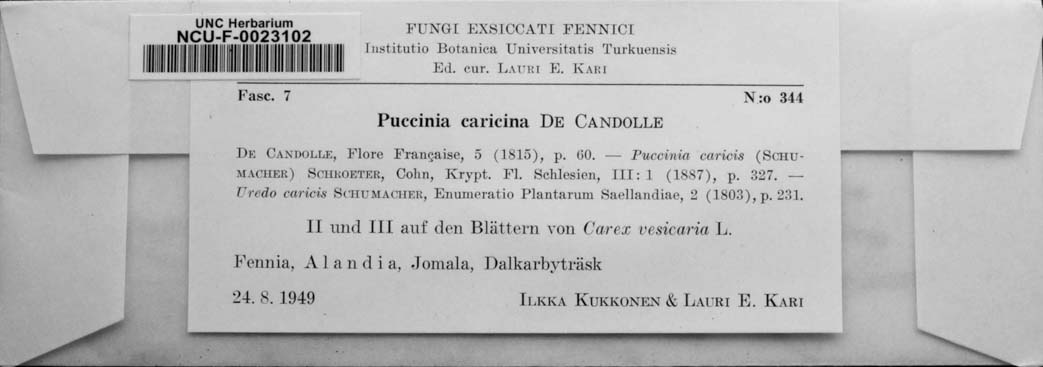 UNC Herbarium
NCU-F-0023102
FUNGI EXSICCATI FENNICI
Institutio Botanica Universitatis Turkuensis
Ed. cur. LAURI E. KARI
Fasc. 7 N:o 344
Puccinia caricina DE CANDOLLE
DE CANDOLLE, Flore Française, 5 (1815), p. 60. — Puccinia caricis (SCHU-
MACHER) SCHROETER, Cohn, Krypt. Fl. Schlesien, III: 1 (1887), p. 327. —
Uredo caricis SCHUMACHER, Enumeratio Plantarum Saellandiae, 2 (1803), p. 231.
II und III auf den Blättern von Carex vesicaria L.
Fennia, Alandia, Jomala, Dalkarbyträsk
24. 8. 1949 ILKKA KUKKONEN & LAURI E. KARI